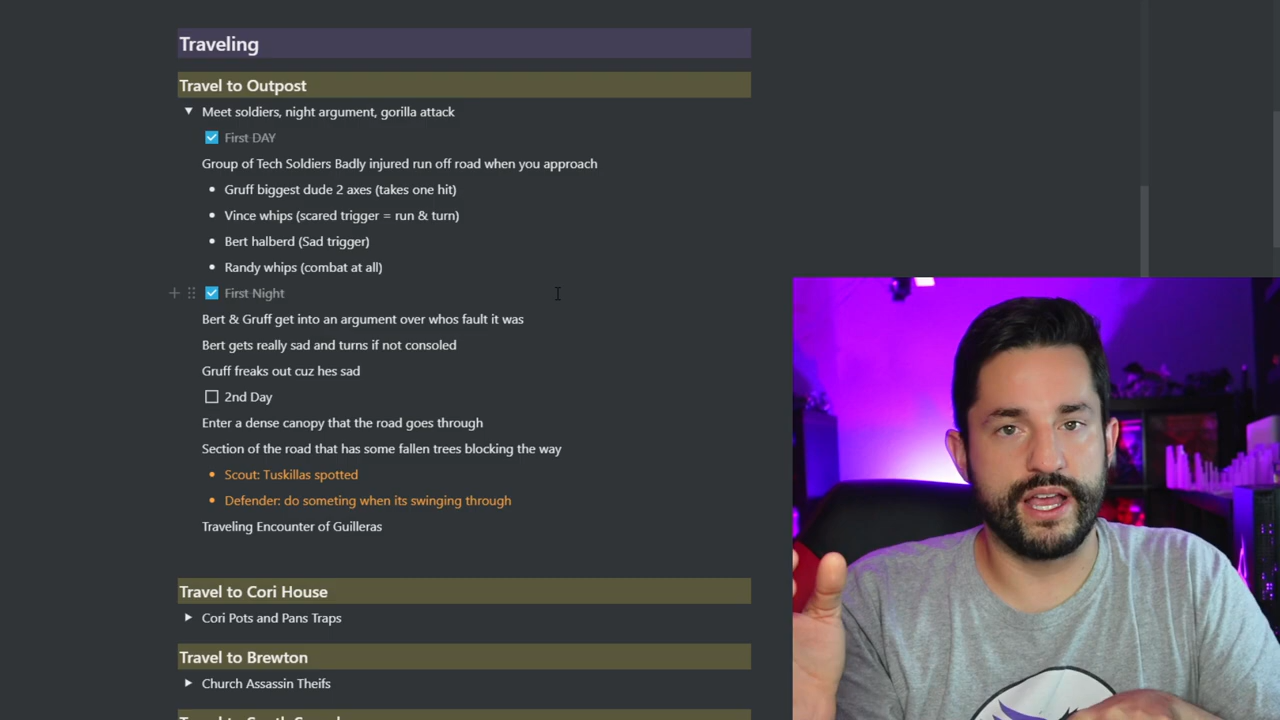 Traveling
Travel to Outpost
Meet soldiers, night argument, gorilla attack
First DAY
Group of Tech Soldiers Badly injured run off road when you approach
Gruff biggest dude 2 axes (takes one hit)
Vince whips (scared trigger = run & turn)
Bert halberd (Sad trigger)
Randy whips (combat at all)
First Night
Bert & Gruff get into an argument over whos fault it was
Bert gets really sad and turns if not consoled
Gruff freaks out cuz hes sad
2nd Day
Enter a dense canopy that the road goes through
Section of the road that has some fallen trees blocking the way
Scout: Tuskillas spotted
Defender: do someting when its swinging through
Traveling Encounter of Guilleras
Travel to Cori House
Cori Pots and Pans Traps
Travel to Brewton
Church Assassin Theifs